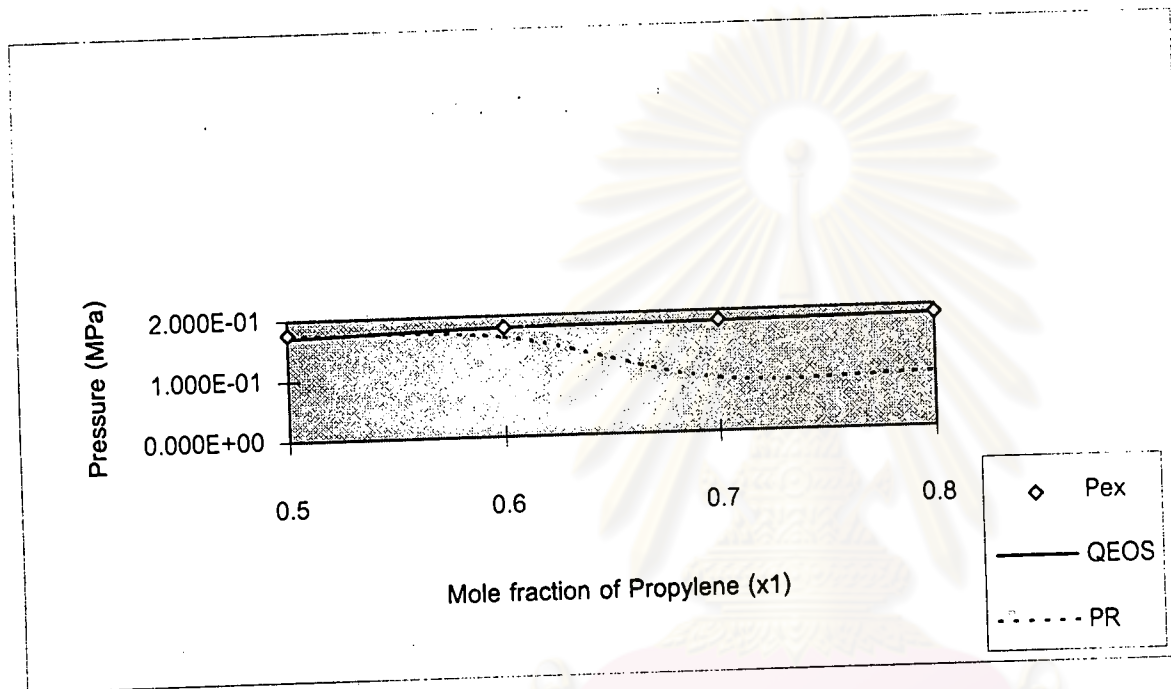 Pressure (MPa)
2.000E-01
1.000E-01
0.000E+00
0.5
0.6
0.7
0.8
Mole fraction of Propylene (x1)
Pex
QEOS
PR